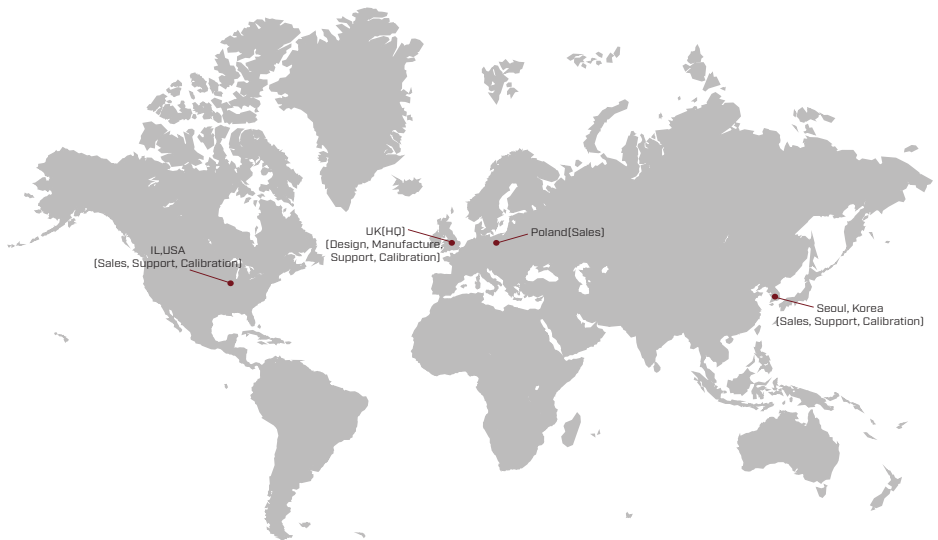 UK(HQ)
(Design, Manufacture,
Support, Calibration)
Poland(Sales)
IL,USA
(Sales, Support, Calibration)
Seoul, Korea
(Sales, Support, Calibration)